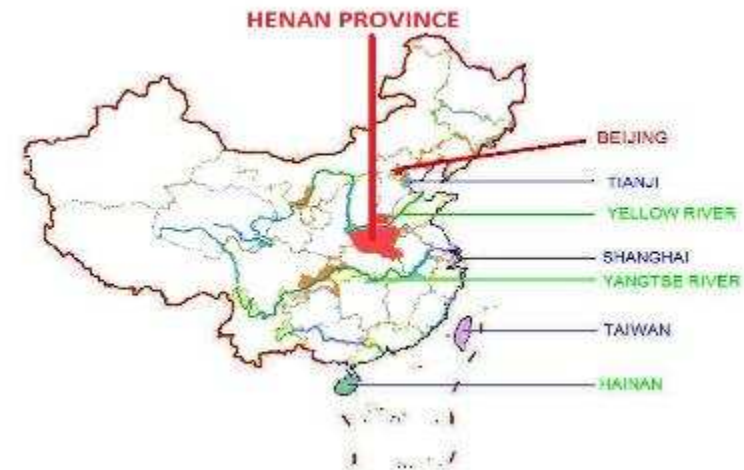 HENAN PROVINCE
BEIJING
TIANJI
YELLOW RIVER
SHANGHAI
YANGTSE RIVER
TAIWAN
HAINAN